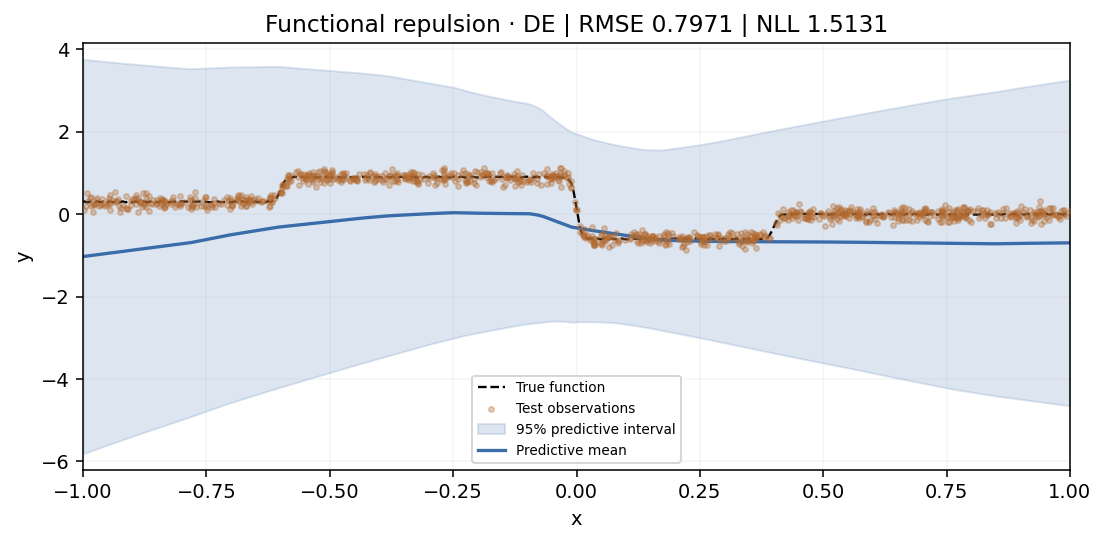 Functional repulsion · DE | RMSE 0.7971 | NLL 1.5131
4
2
0
−2
−4
−6
y
True function
Test observations
95% predictive interval
Predictive mean
−1.00 −0.75 −0.50 −0.25 0.00 0.25 0.50 0.75 1.00
x